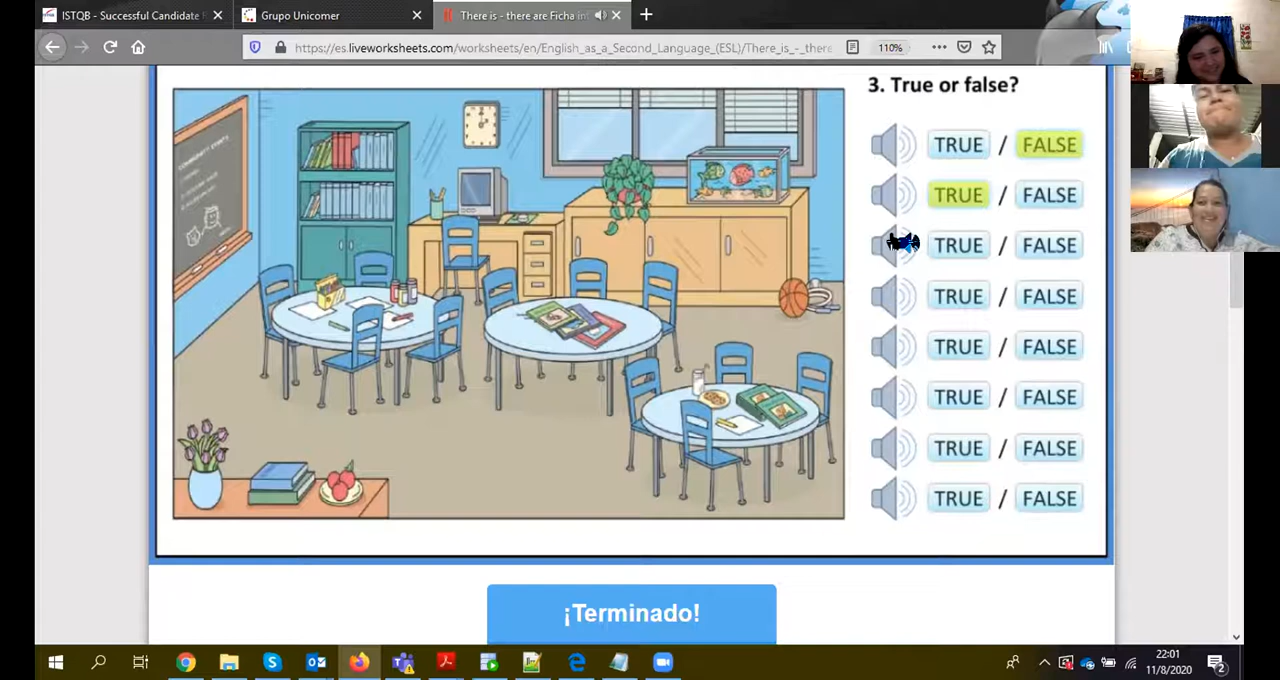 ISTQB - Successful Candidate
Grupo Unicomer
There is - there are Ficha in
https://es.liveworksheets.com/worksheets/en/English_as_a_Second_Language_(ESL)/There_is_-_there
110%
3. True or false?
TRUE / FALSE
TRUE / FALSE
TRUE / FALSE
TRUE / FALSE
TRUE / FALSE
TRUE / FALSE
TRUE / FALSE
TRUE / FALSE
¡Terminado!
22:01
11/8/2020
2